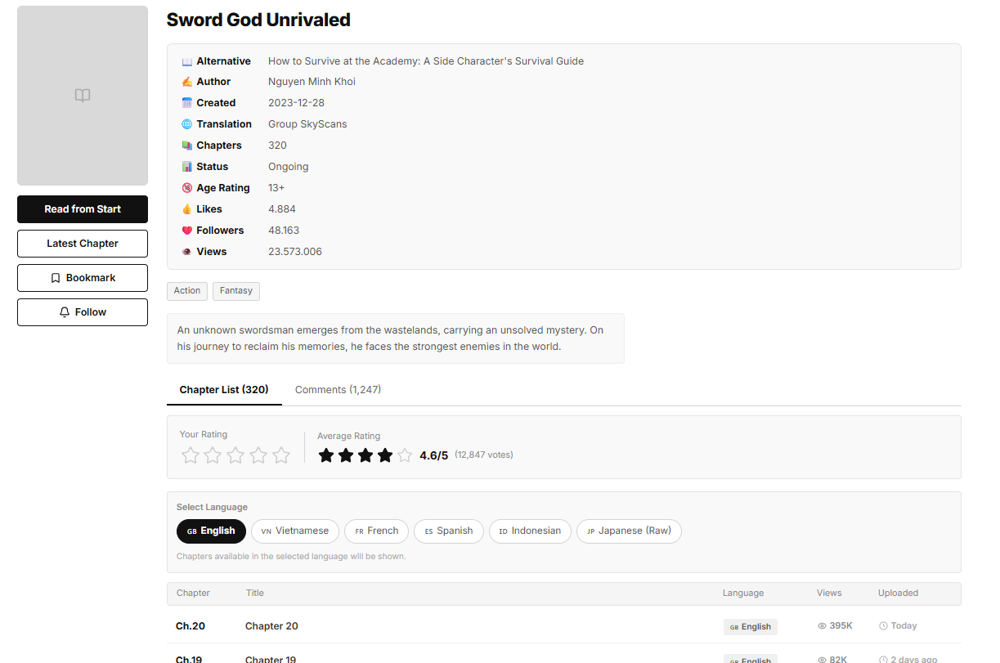 Sword God Unrivaled
Alternative How to Survive at the Academy: A Side Character's Survival Guide
Author Nguyen Minh Khoi
Created 2023-12-28
Translation Group SkyScans
Chapters 320
Status Ongoing
Age Rating 13+
Likes 4.884
Followers 48.163
Views 23.573.006
Read from Start
Latest Chapter
Bookmark
Follow
Action Fantasy
An unknown swordsman emerges from the wastelands, carrying an unsolved mystery. On
his journey to reclaim his memories, he faces the strongest enemies in the world.
Chapter List (320) Comments (1,247)
Your Rating
Average Rating
4.6/5 (12,847 votes)
Select Language
GB English VN Vietnamese FR French ES Spanish ID Indonesian JP Japanese (Raw)
Chapters available in the selected language will be shown.
Chapter Title Language Views Uploaded
Ch.20 Chapter 20 GB English 395K Today
Ch.19 Chapter 19 GB English 82K 2 days ago